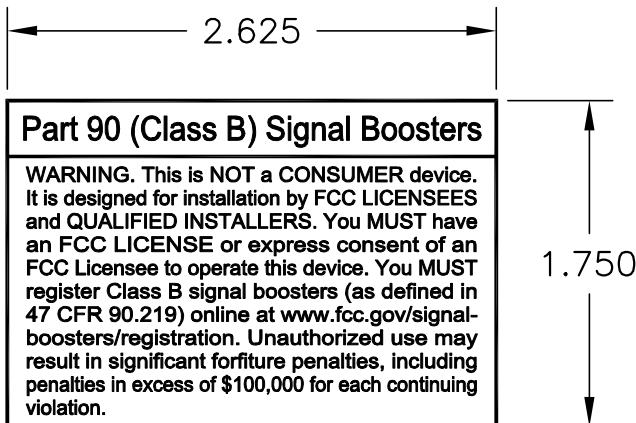 2.625
Part 90 (Class B) Signal Boosters
WARNING. This is NOT a CONSUMER device.
It is designed for installation by FCC LICENSEES
and QUALIFIED INSTALLERS. You MUST have
an FCC LICENSE or express consent of an
FCC Licensee to operate this device. You MUST
register Class B signal boosters (as defined in
47 CFR 90.219) online at www.fcc.gov/signal-
boosters/registration. Unauthorized use may
result in significant forfiture penalties, including
penalties in excess of $100,000 for each continuing
violation.
1.750